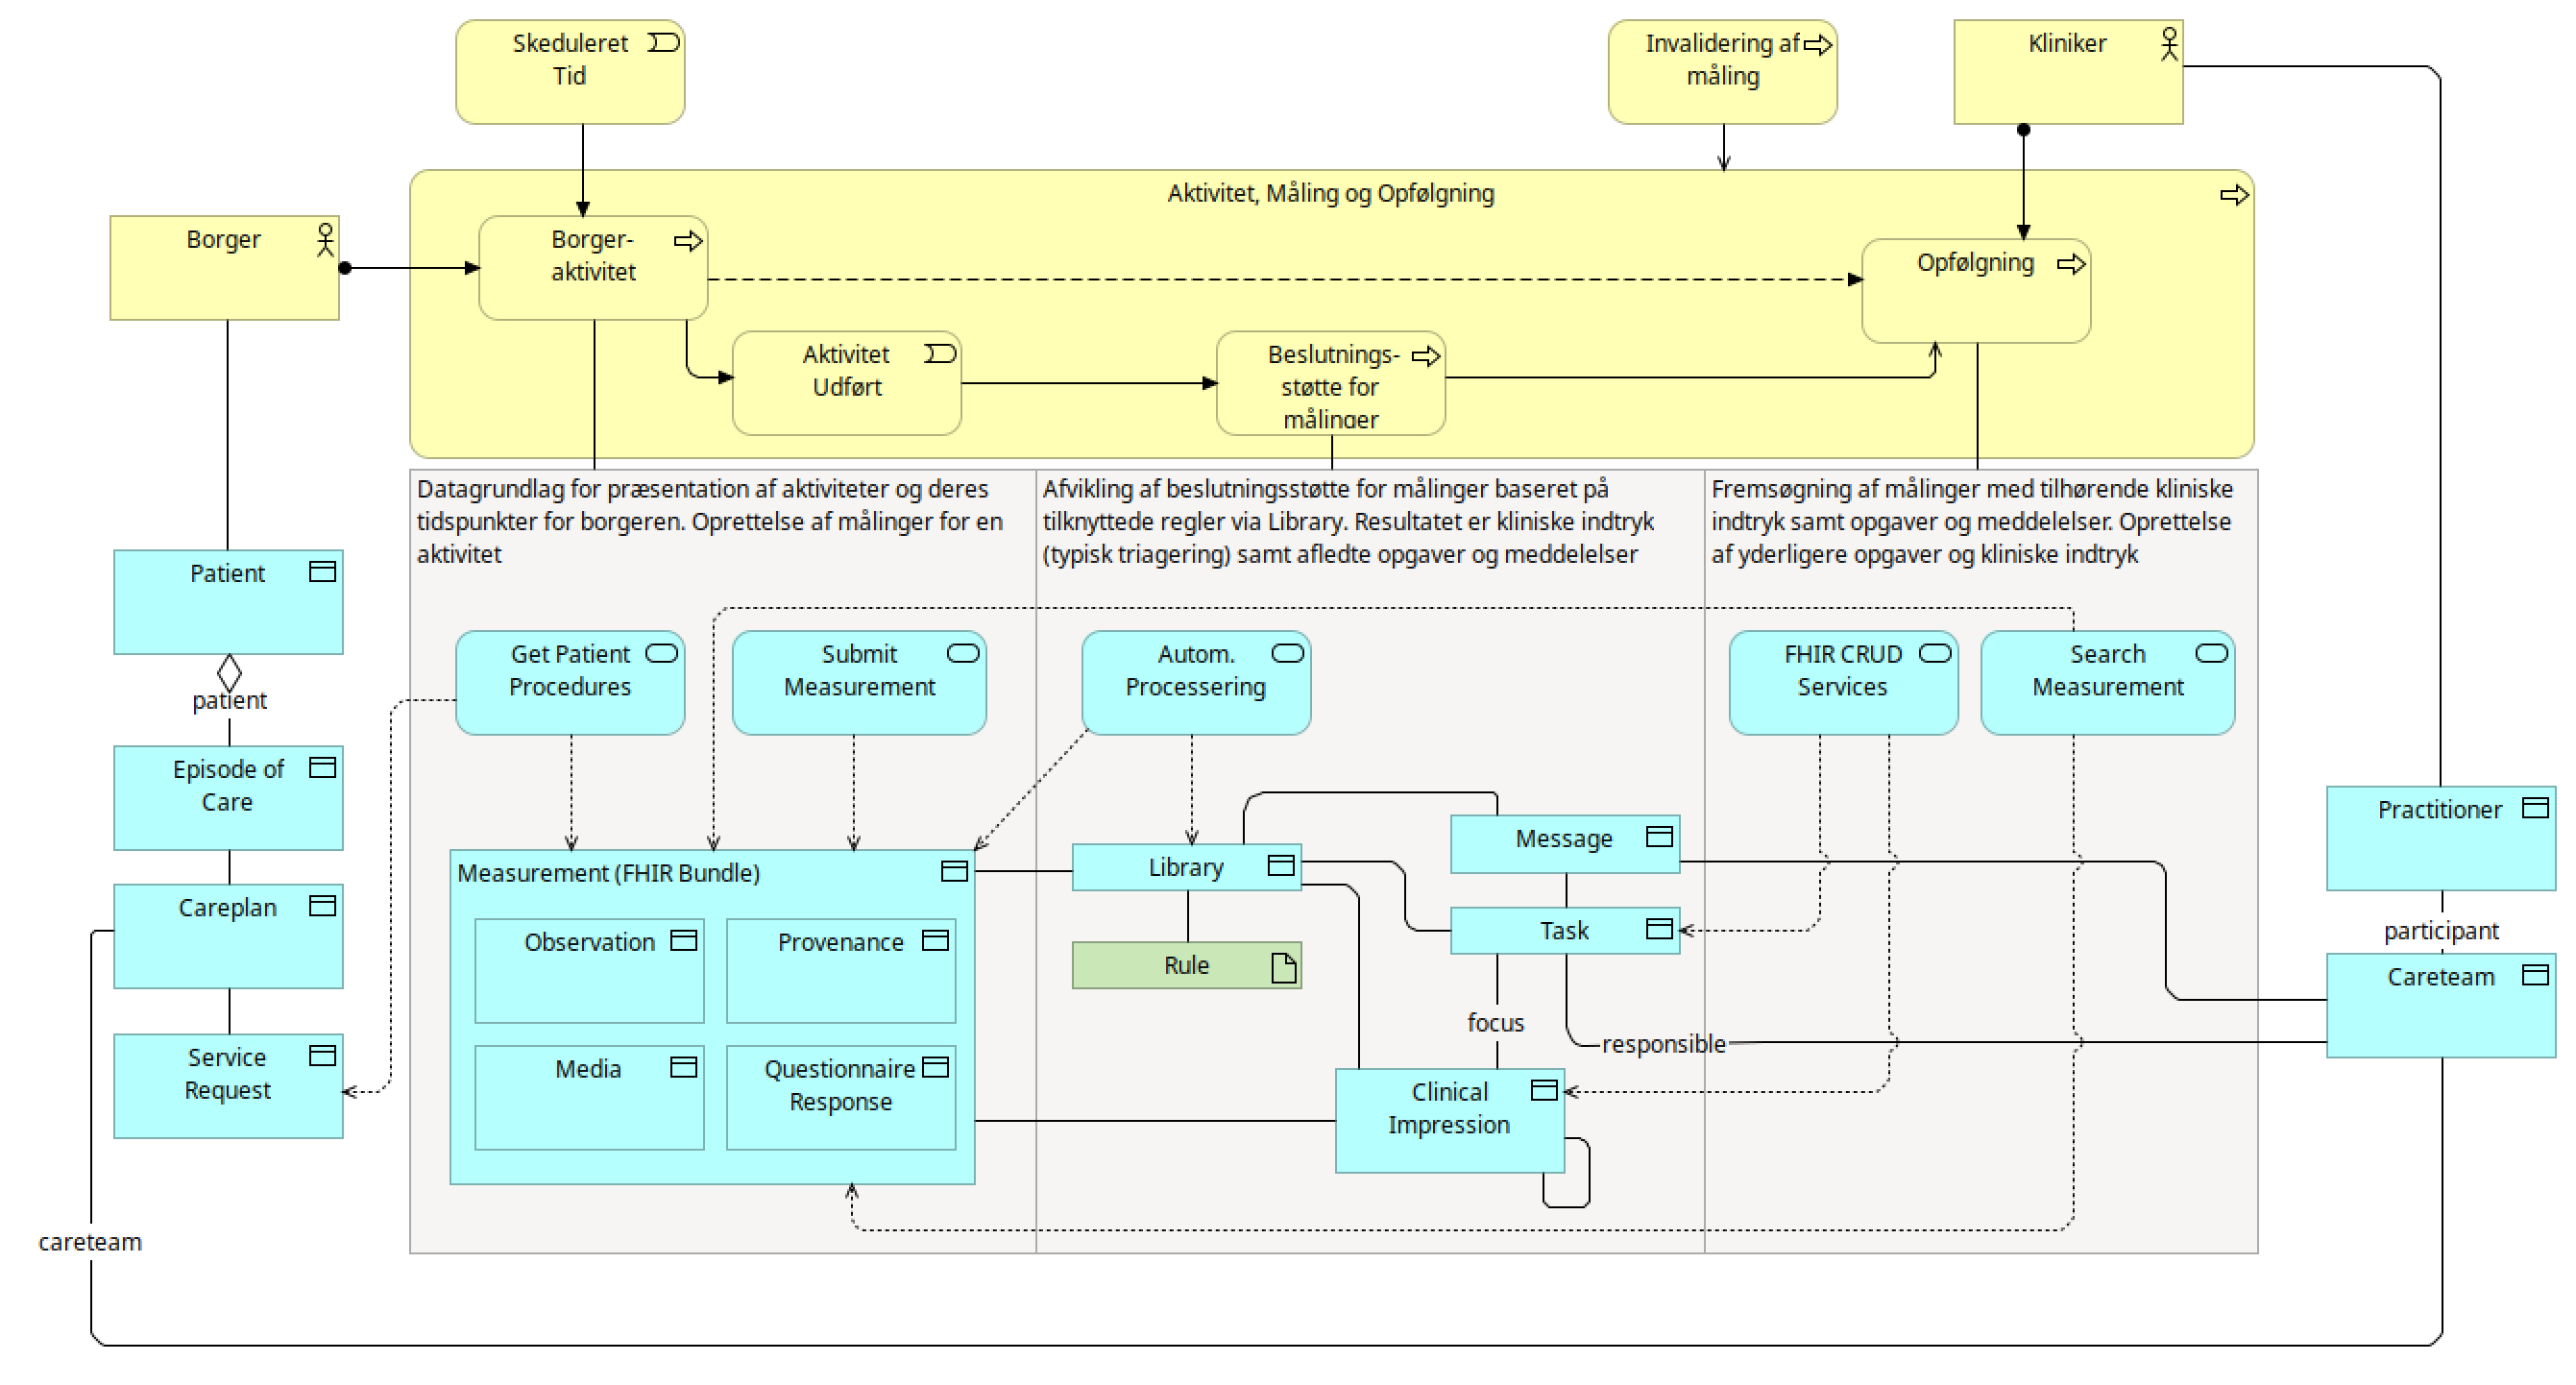 Skeduleret
Tid
Invalidering af
måling
Kliniker
Aktivitet, Måling og Opfølgning
Borger
Borger-
aktivitet
Opfølgning
Aktivitet
Udført
Beslutnings-
støtte for
målinger
Datagrundlag for præsentation af aktiviteter og deres
tidspunkter for borgeren. Oprettelse af målinger for en
aktivitet
Afvikling af beslutningsstøtte for målinger baseret på
tilknyttede regler via Library. Resultatet er kliniske indtryk
(typisk triagering) samt afledte opgaver og meddelelser
Fremsøgning af målinger med tilhørende kliniske
indtryk samt opgaver og meddelelser. Oprettelse
af yderligere opgaver og kliniske indtryk
Patient
patient
Get Patient
Procedures
Submit
Measurement
Autom.
Processering
FHIR CRUD
Services
Search
Measurement
Episode of
Care
Careplan
Service
Request
careteam
Measurement (FHIR Bundle)
Observation
Provenance
Media
Questionnaire
Response
Library
Rule
Message
Task
focus
responsible
Clinical
Impression
Practitioner
participant
Careteam